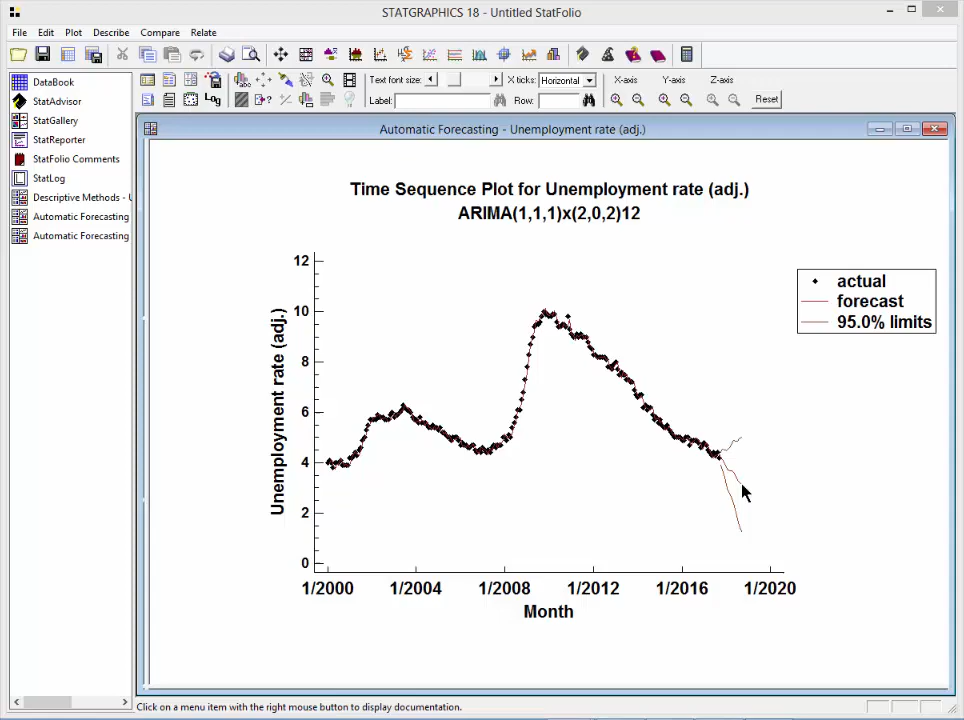 STATGRAPHICS 18 - Untitled StatFolio
File Edit Plot Describe Compare Relate
Text font size: X ticks: Horizontal X-axis Y-axis Z-axis
Log Label: Row: Reset
DataBook
StatAdvisor
StatGallery
StatReporter
StatFolio Comments
StatLog
Descriptive Methods - U
Automatic Forecasting
Automatic Forecasting
Automatic Forecasting - Unemployment rate (adj.)
Time Sequence Plot for Unemployment rate (adj.)
ARIMA(1,1,1)x(2,0,2)12
actual
forecast
95.0% limits
Unemployment rate (adj.)
12
10
8
6
4
2
0
1/2000 1/2004 1/2008 1/2012 1/2016 1/2020
Month
Click on a menu item with the right mouse button to display documentation.